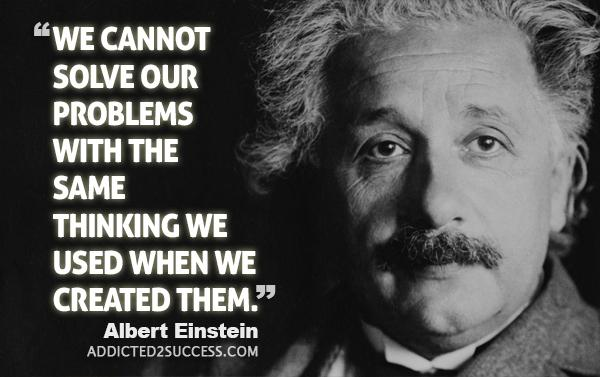 “WE CANNOT
SOLVE OUR
PROBLEMS
WITH THE
SAME
THINKING WE
USED WHEN WE
CREATED THEM.”
Albert Einstein
ADDICTED2SUCCESS.COM